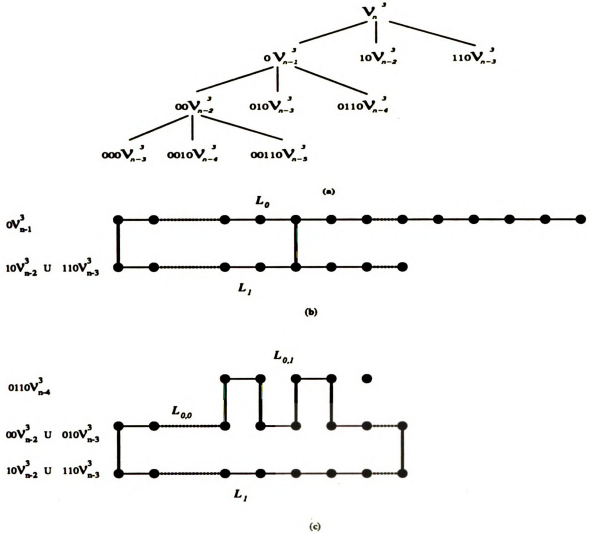 V_n^3
0V_{n-1}^3 10V_{n-2}^3 110V_{n-3}^3
00V_{n-2}^3 010V_{n-3}^3 0110V_{n-4}^3
000V_{n-3}^3 0010V_{n-4}^3 00110V_{n-5}^3
(a)
L_0
0V_{n-1}^3
10V_{n-2}^3 U 110V_{n-3}^3
L_1
(b)
L_{0,1}
0110V_{n-4}^3
L_{0,0}
00V_{n-2}^3 U 010V_{n-3}^3
10V_{n-2}^3 U 110V_{n-3}^3
L_1
(c)